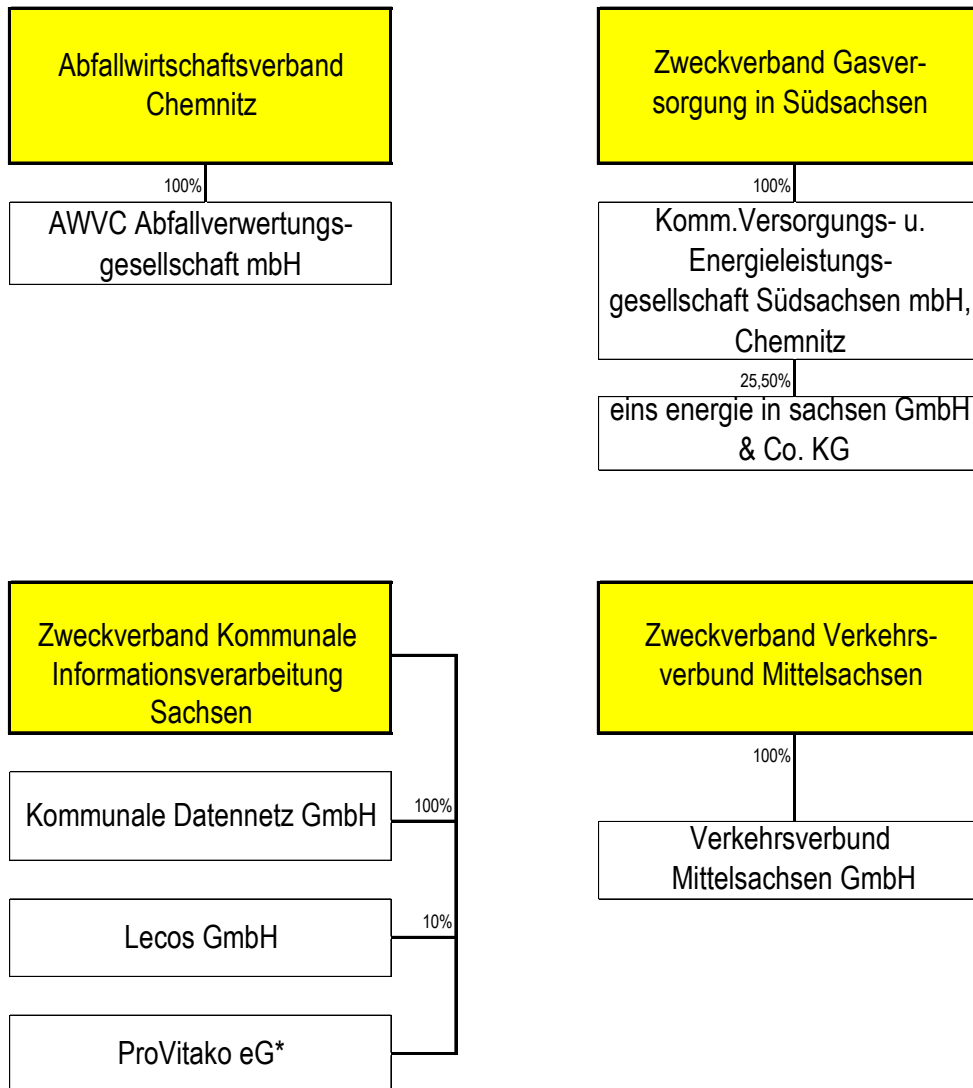 Abfallwirtschaftsverband
Chemnitz
100%
AWVC Abfallverwertungs-
gesellschaft mbH
Zweckverband Gasver-
sorgung in Südsachsen
100%
Komm.Versorgungs- u.
Energieleistungs-
gesellschaft Südsachsen mbH,
Chemnitz
25,50%
eins energie in sachsen GmbH
& Co. KG
Zweckverband Kommunale
Informationsverarbeitung
Sachsen
Kommunale Datennetz GmbH
100%
Lecos GmbH
10%
ProVitako eG*
Zweckverband Verkehrs-
verbund Mittelsachsen
100%
Verkehrsverbund
Mittelsachsen GmbH